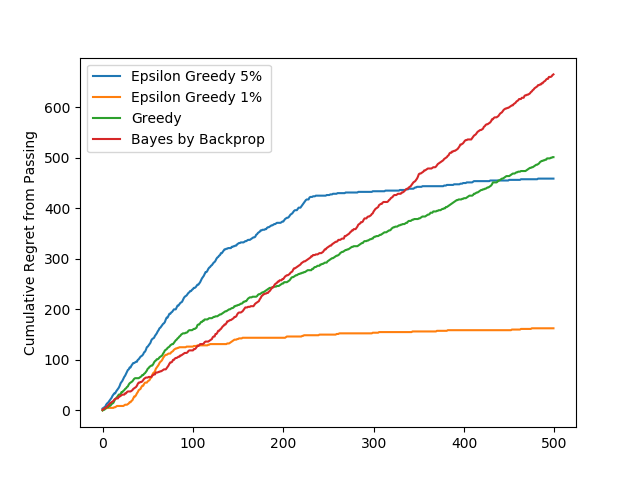 Epsilon Greedy 5%
Epsilon Greedy 1%
Greedy
Bayes by Backprop
Cumulative Regret from Passing
600
500
400
300
200
100
0
0 100 200 300 400 500